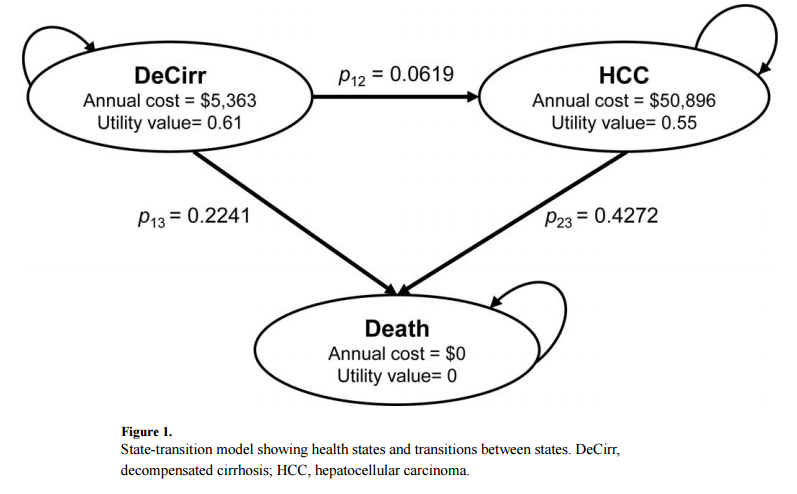 DeCirr
Annual cost = $5,363
Utility value= 0.61
p12 = 0.0619
HCC
Annual cost = $50,896
Utility value= 0.55
p13 = 0.2241
p23 = 0.4272
Death
Annual cost = $0
Utility value= 0
Figure 1.
State-transition model showing health states and transitions between states. DeCirr,
decompensated cirrhosis; HCC, hepatocellular carcinoma.